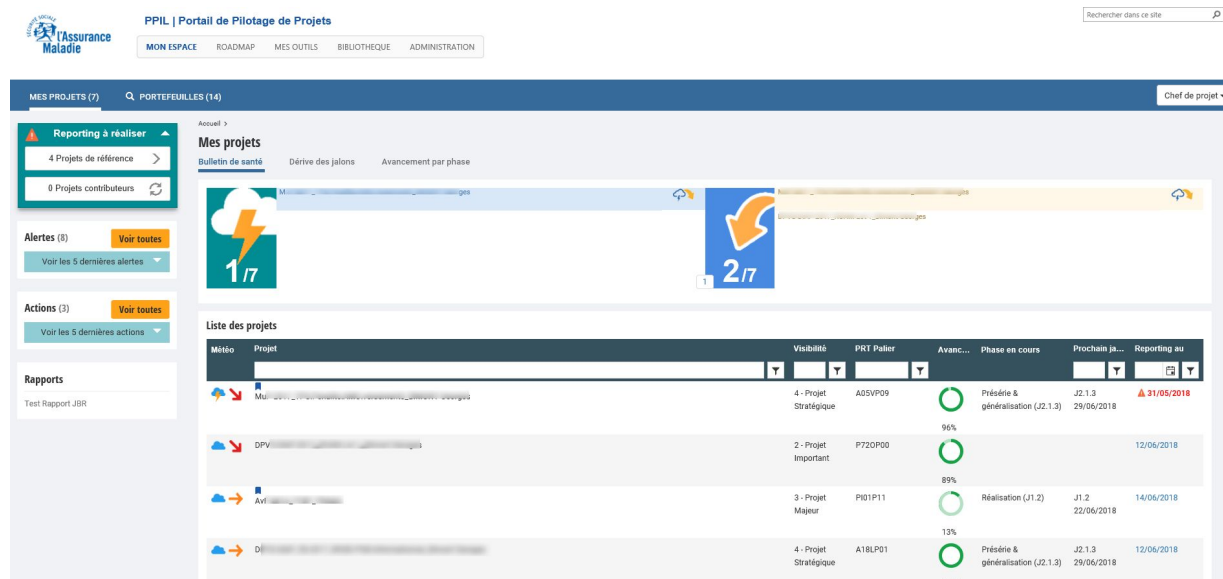 SÉCURITÉ SOCIALE
l'Assurance
Maladie
PPIL | Portail de Pilotage de Projets
Rechercher dans ce site
MON ESPACE ROADMAP MES OUTILS BIBLIOTHEQUE ADMINISTRATION
MES PROJETS (7) PORTEFEUILLES (14)
Chef de projet
Reporting à réaliser
4 Projets de référence
0 Projets contributeurs
Alertes (8) Voir toutes
Voir les 5 dernières alertes
Actions (3) Voir toutes
Voir les 5 dernières actions
Rapports
Test Rapport JBR
Accueil >
Mes projets
Bulletin de santé Dérive des jalons Avancement par phase
1/7
1
2/7
Liste des projets
Météo Projet Visibilité PRT Palier Avanc... Phase en cours Prochain ja... Reporting au
4 - Projet Stratégique A05VP09 96% Présérie & généralisation (J2.1.3) J2.1.3 29/06/2018 31/05/2018
DPV 2 - Projet Important P72OP00 89% 12/06/2018
3 - Projet Majeur PI01P11 13% Réalisation (J1.2) J1.2 22/06/2018 14/06/2018
4 - Projet Stratégique A18LP01 Présérie & généralisation (J2.1.3) J2.1.3 29/06/2018 12/06/2018